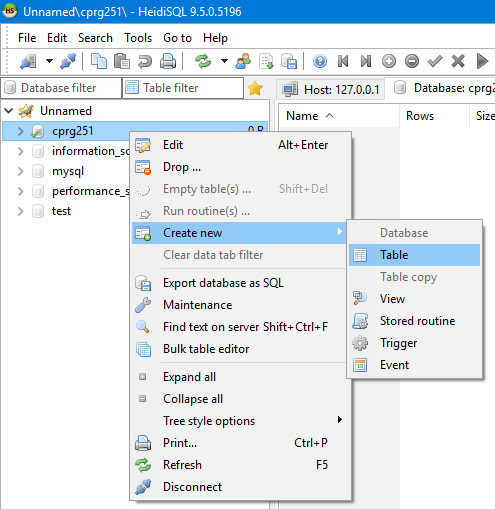 HS Unnamed\cprg251\ - HeidiSQL 9.5.0.5196
File Edit Search Tools Go to Help
Database filter Table filter Host: 127.0.0.1 Database: cprg2
Unnamed Name Rows Size
cprg251 0 B
information_sc
mysql
performance_s
test
Edit Alt+Enter
Drop ...
Empty table(s) ... Shift+Del
Run routine(s) ...
Create new
Clear data tab filter
Export database as SQL
Maintenance
Find text on server Shift+Ctrl+F
Bulk table editor
Expand all
Collapse all
Tree style options
Print... Ctrl+P
Refresh F5
Disconnect
Database
Table
Table copy
View
Stored routine
Trigger
Event